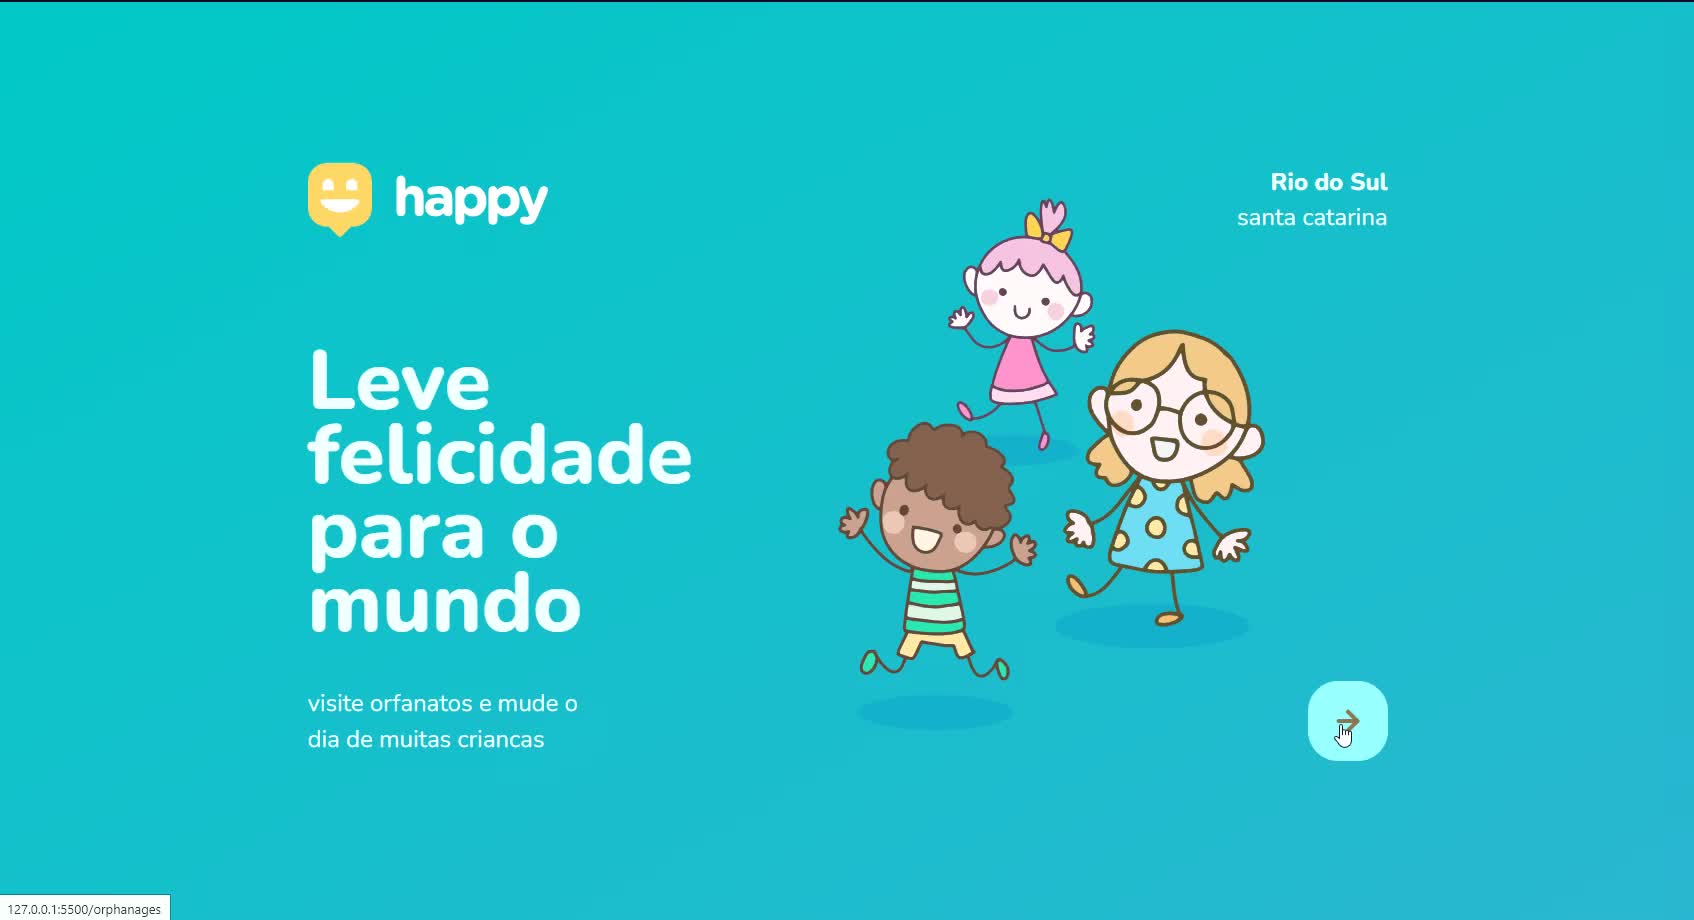 happy
Rio do Sul
santa catarina
Leve
felicidade
para o
mundo
visite orfanatos e mude o
dia de muitas criancas
127.0.0.1:5500/orphanages